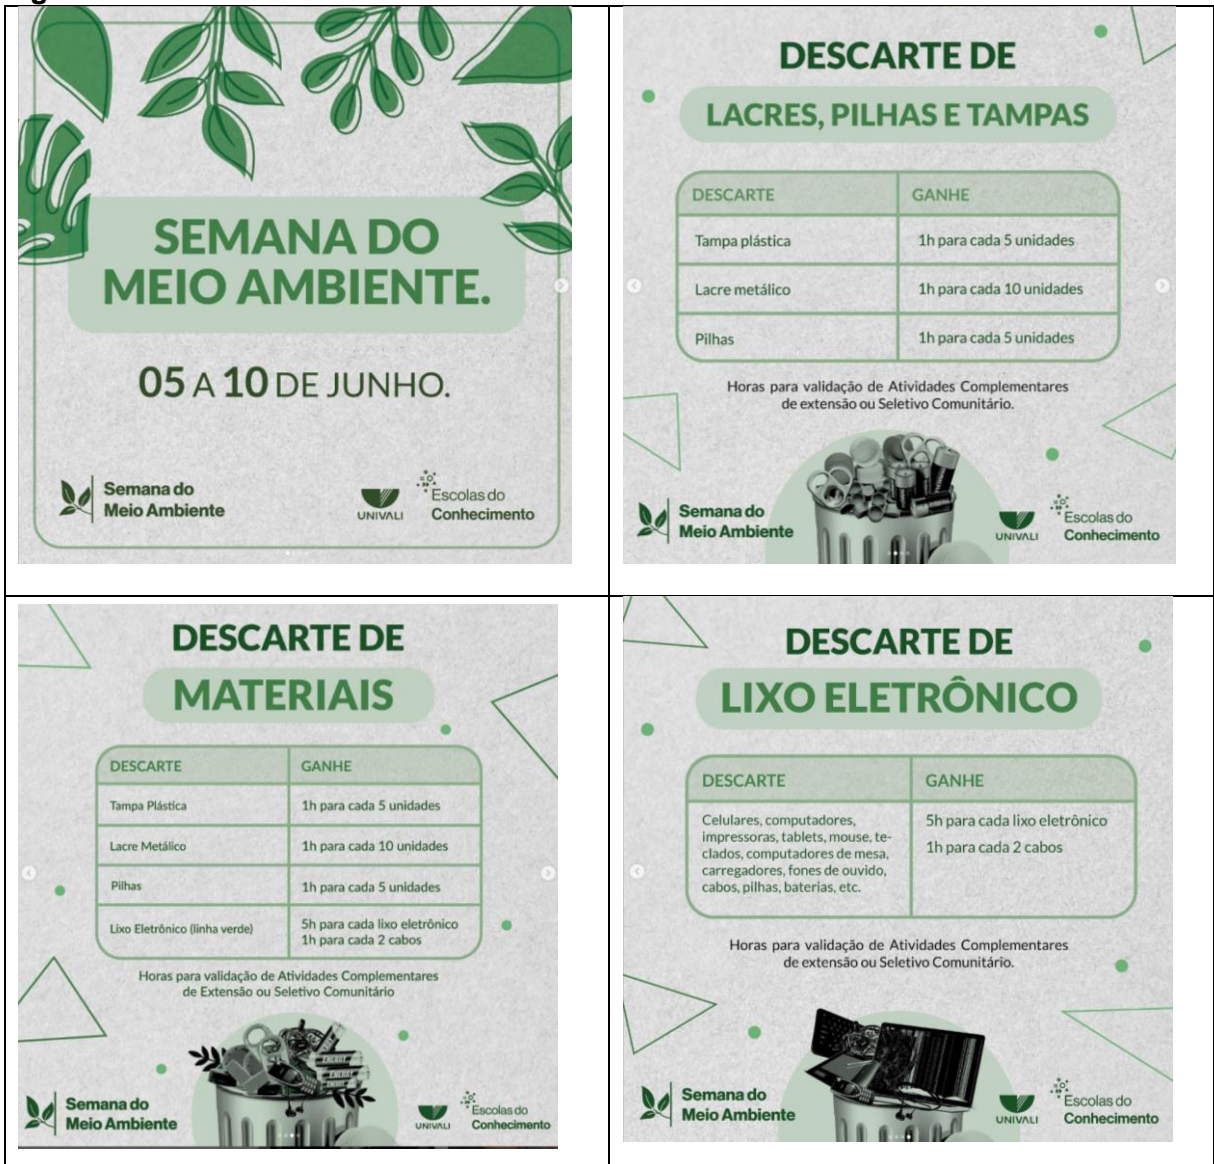 SEMANA DO
MEIO AMBIENTE.
05 A 10 DE JUNHO.
Semana do
Meio Ambiente
UNIVALI
Escolas do
Conhecimento
DESCARTE DE
LACRES, PILHAS E TAMPAS
DESCARTE GANHE
Tampa plástica 1h para cada 5 unidades
Lacre metálico 1h para cada 10 unidades
Pilhas 1h para cada 5 unidades
Horas para validação de Atividades Complementares
de extensão ou Seletivo Comunitário.
Semana do
Meio Ambiente
UNIVALI
Escolas do
Conhecimento
DESCARTE DE
MATERIAIS
DESCARTE GANHE
Tampa Plástica 1h para cada 5 unidades
Lacre Metálico 1h para cada 10 unidades
Pilhas 1h para cada 5 unidades
Lixo Eletrônico (linha verde) 5h para cada lixo eletrônico
1h para cada 2 cabos
Horas para validação de Atividades Complementares
de Extensão ou Seletivo Comunitário
Semana do
Meio Ambiente
UNIVALI
Escolas do
Conhecimento
DESCARTE DE
LIXO ELETRÔNICO
DESCARTE GANHE
Celulares, computadores,
impressoras, tablets, mouse, te-
clados, computadores de mesa,
carregadores, fones de ouvido,
cabos, pilhas, baterias, etc.
5h para cada lixo eletrônico
1h para cada 2 cabos
Horas para validação de Atividades Complementares
de extensão ou Seletivo Comunitário.
Semana do
Meio Ambiente
UNIVALI
Escolas do
Conhecimento